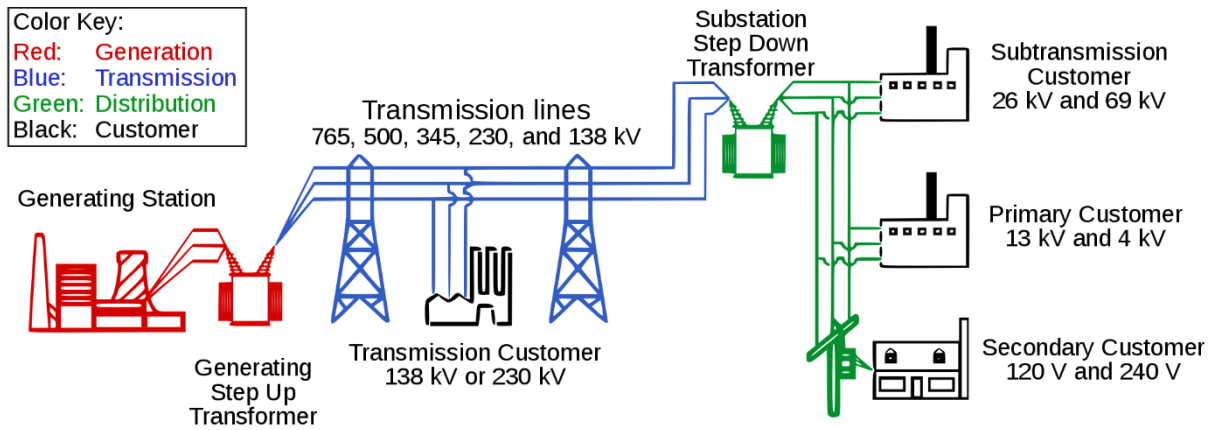 Color Key:
Red: Generation
Blue: Transmission
Green: Distribution
Black: Customer
Generating Station
Generating
Step Up
Transformer
Transmission lines
765, 500, 345, 230, and 138 kV
Transmission Customer
138 kV or 230 kV
Substation
Step Down
Transformer
Subtransmission
Customer
26 kV and 69 kV
Primary Customer
13 kV and 4 kV
Secondary Customer
120 V and 240 V